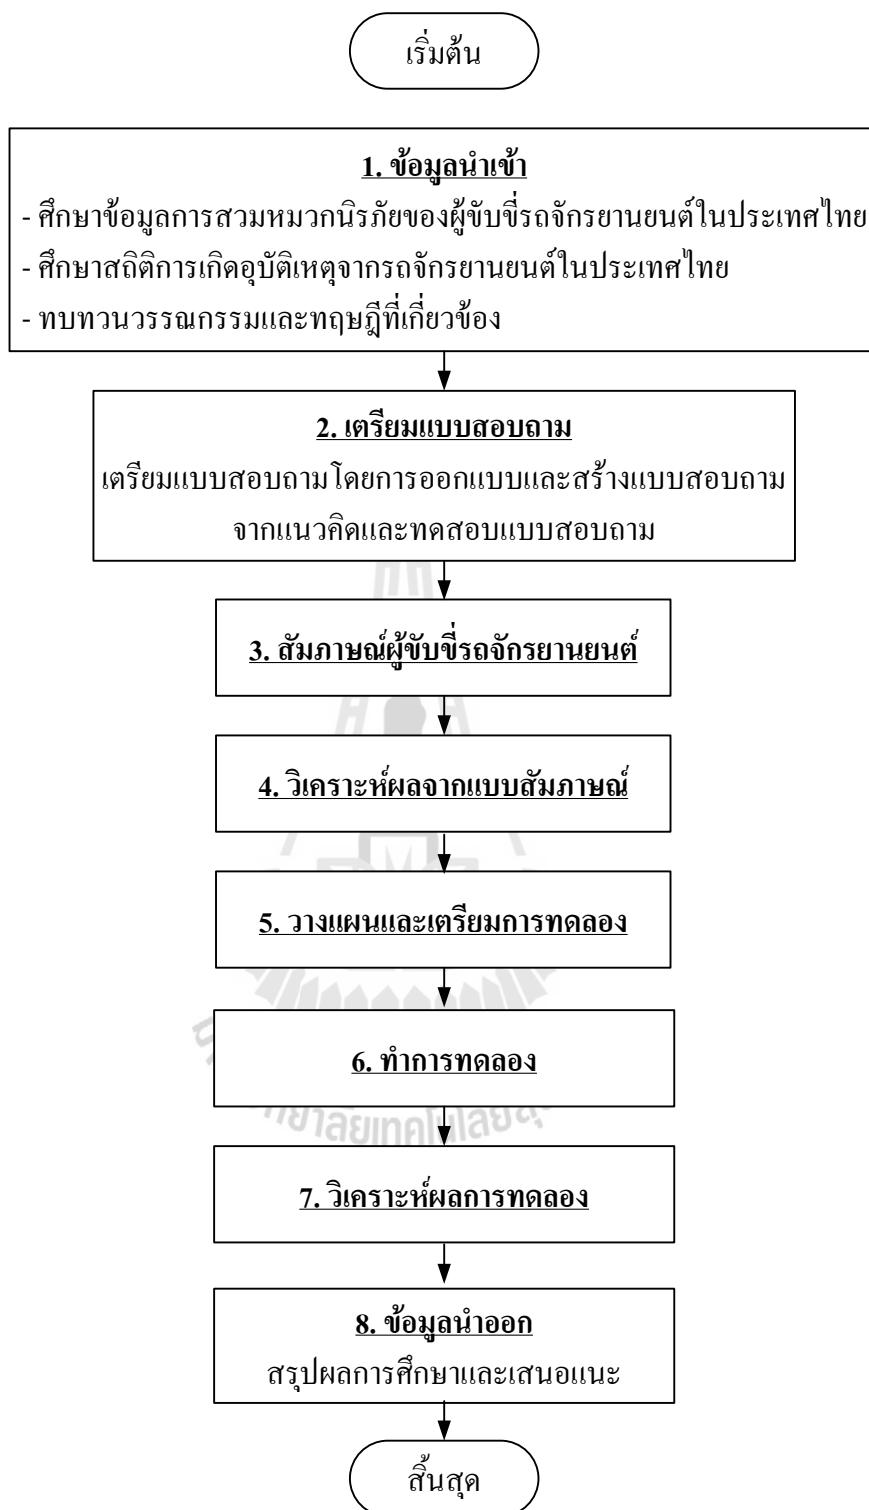 เริ่มต้น
1. ข้อมูลนำเข้า
- ศึกษาข้อมูลการสวมหมวกนิรภัยของผู้ขับขี่รถจักรยานยนต์ในประเทศไทย
- ศึกษาสถิติการเกิดอุบัติเหตุจากรถจักรยานยนต์ในประเทศไทย
- ทบทวนวรรณกรรมและทฤษฎีที่เกี่ยวข้อง
2. เตรียมแบบสอบถาม
เตรียมแบบสอบถามโดยการออกแบบและสร้างแบบสอบถาม
จากแนวคิดและทดสอบแบบสอบถาม
3. สัมภาษณ์ผู้ขับขี่รถจักรยานยนต์
4. วิเคราะห์ผลจากแบบสัมภาษณ์
5. วางแผนและเตรียมการทดลอง
6. ทำการทดลอง
7. วิเคราะห์ผลการทดลอง
8. ข้อมูลนำออก
สรุปผลการศึกษาและเสนอแนะ
สิ้นสุด